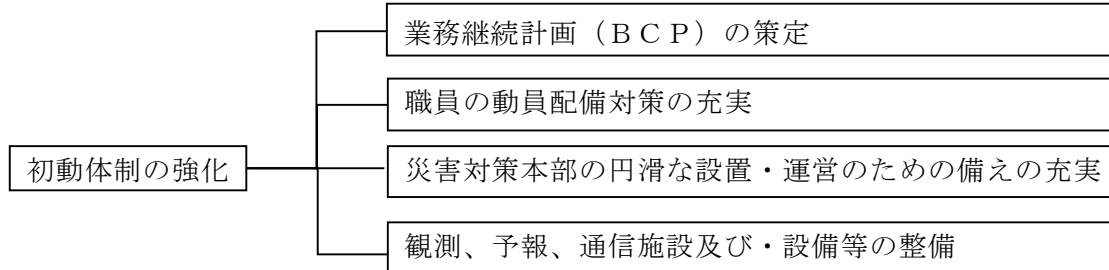 業務継続計画（ＢＣＰ）の策定
職員の動員配備対策の充実
初動体制の強化
災害対策本部の円滑な設置・運営のための備えの充実
観測、予報、通信施設及び・設備等の整備